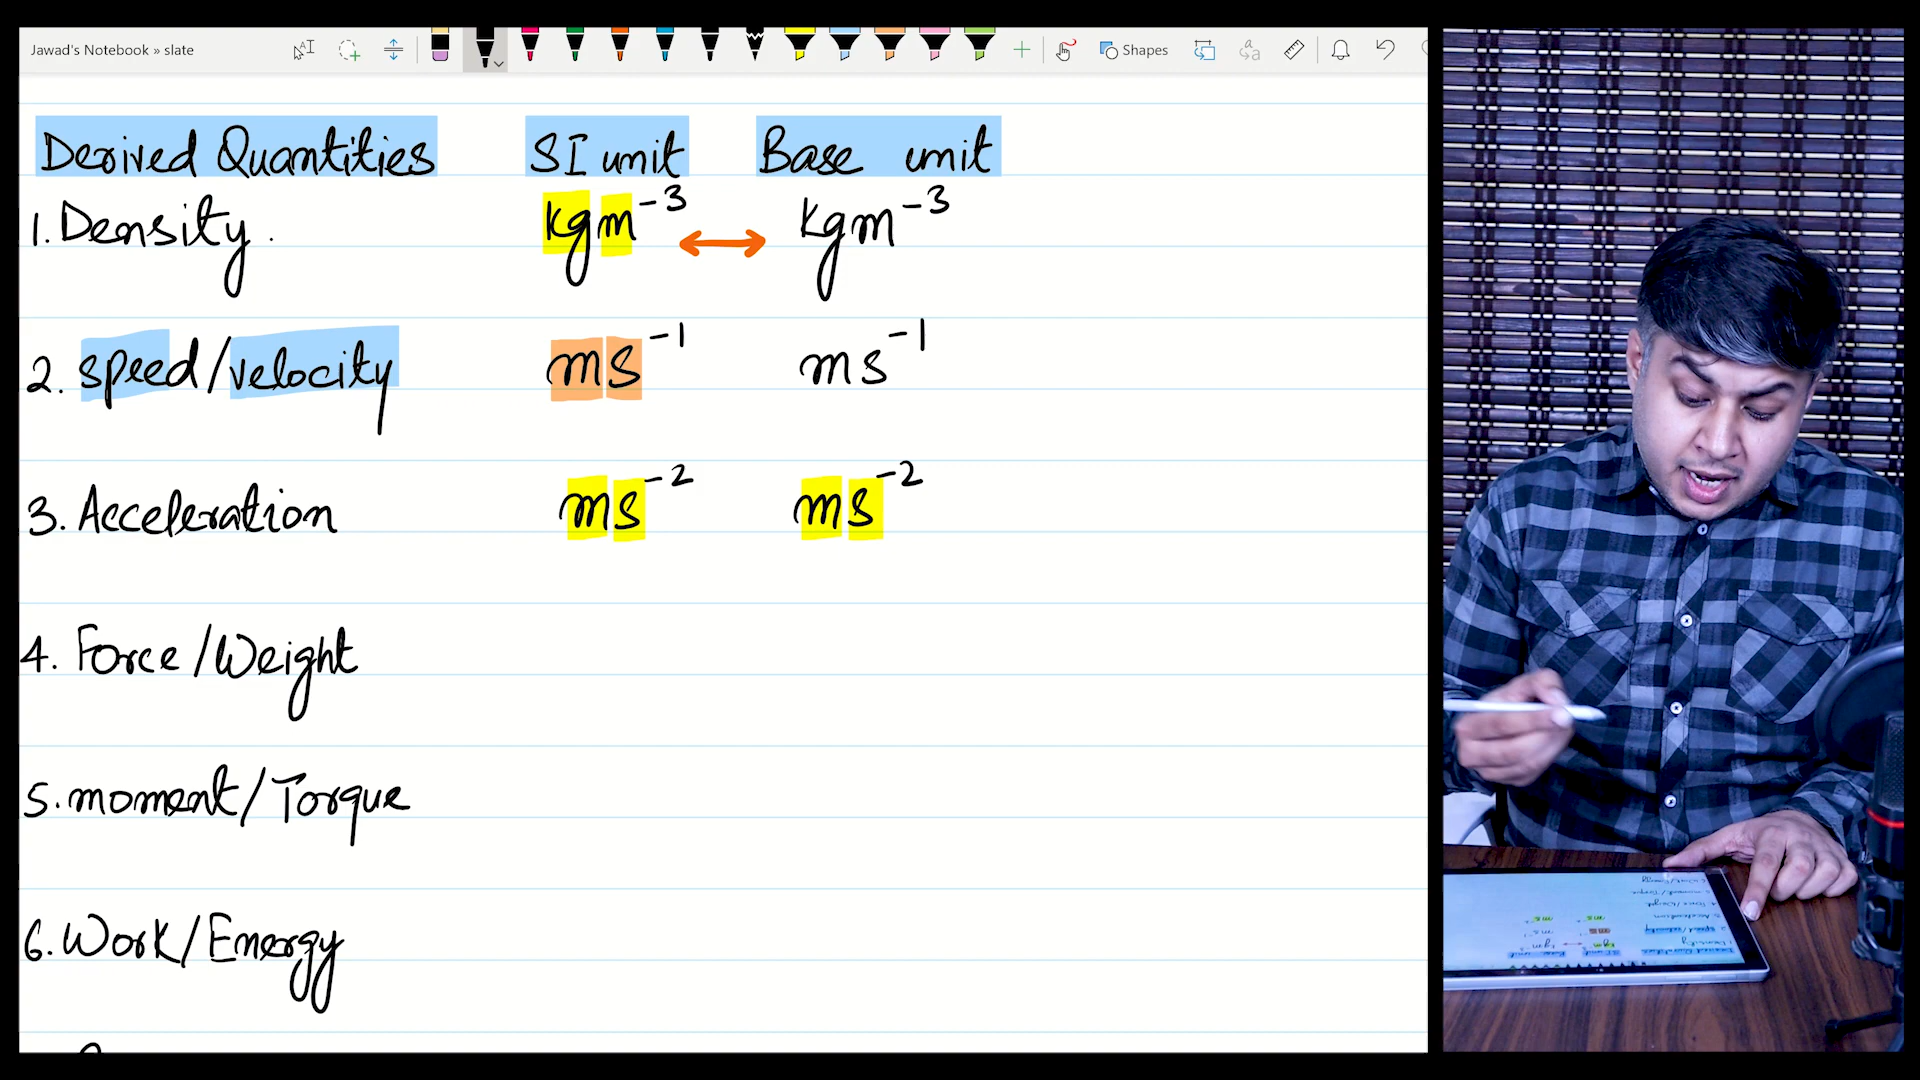 Jawad's Notebook » slate
Shapes
Derived Quantities SI unit Base unit
1. Density. kgm⁻³ ↔ kgm⁻³
2. speed/velocity ms⁻¹ ms⁻¹
3. Acceleration ms⁻² ms⁻²
4. Force/Weight
5. moment/Torque
6. Work/Energy